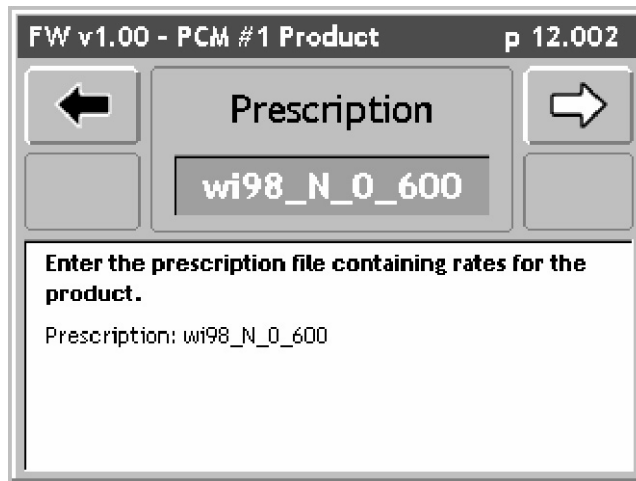 FW v1.00 - PCM #1 Product p 12.002
Prescription
wi98_N_0_600
Enter the prescription file containing rates for the
product.
Prescription: wi98_N_0_600